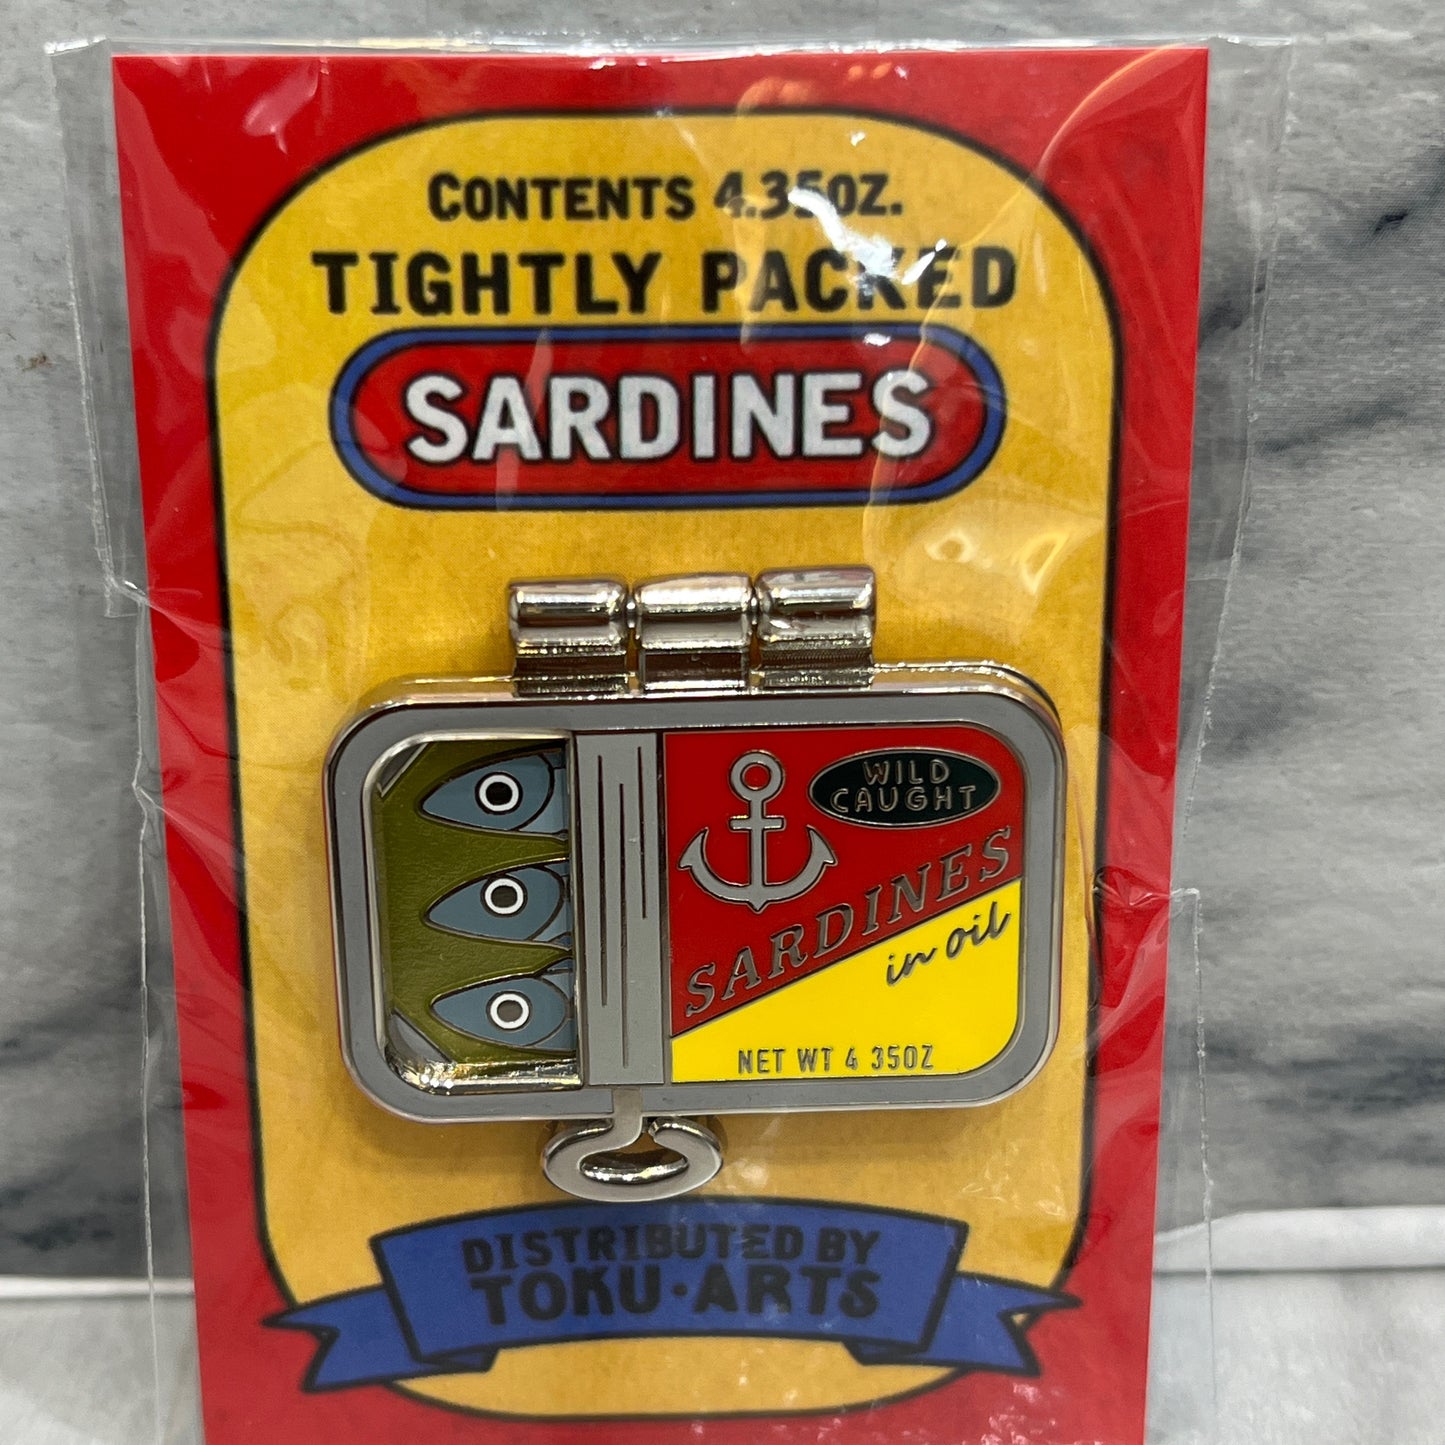 CONTENTS 4.35OZ.
TIGHTLY PACKED
SARDINES
WILD
CAUGHT
SARDINES
in oil
NET WT 4 35OZ
DISTRIBUTED BY
TOKU·ARTS